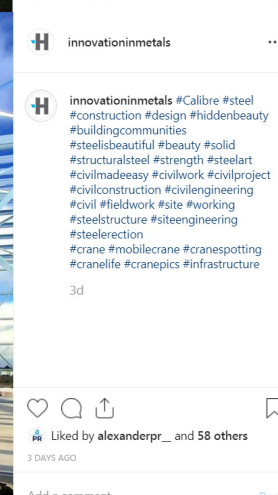 innovationinmetals
innovationinmetals #Calibre #steel
#construction #design #hiddenbeauty
#buildingcommunities
#steelisbeautiful #beauty #solid
#structuralsteel #strength #steelart
#civilmadeeasy #civilwork #civilproject
#civilconstruction #civilengineering
#civil #fieldwork #site #working
#steelstructure #siteengineering
#steelerection
#crane #mobilecrane #cranespotting
#cranelife #cranepics #infrastructure
3d
Liked by alexanderpr__ and 58 others
3 DAYS AGO
Add a comment